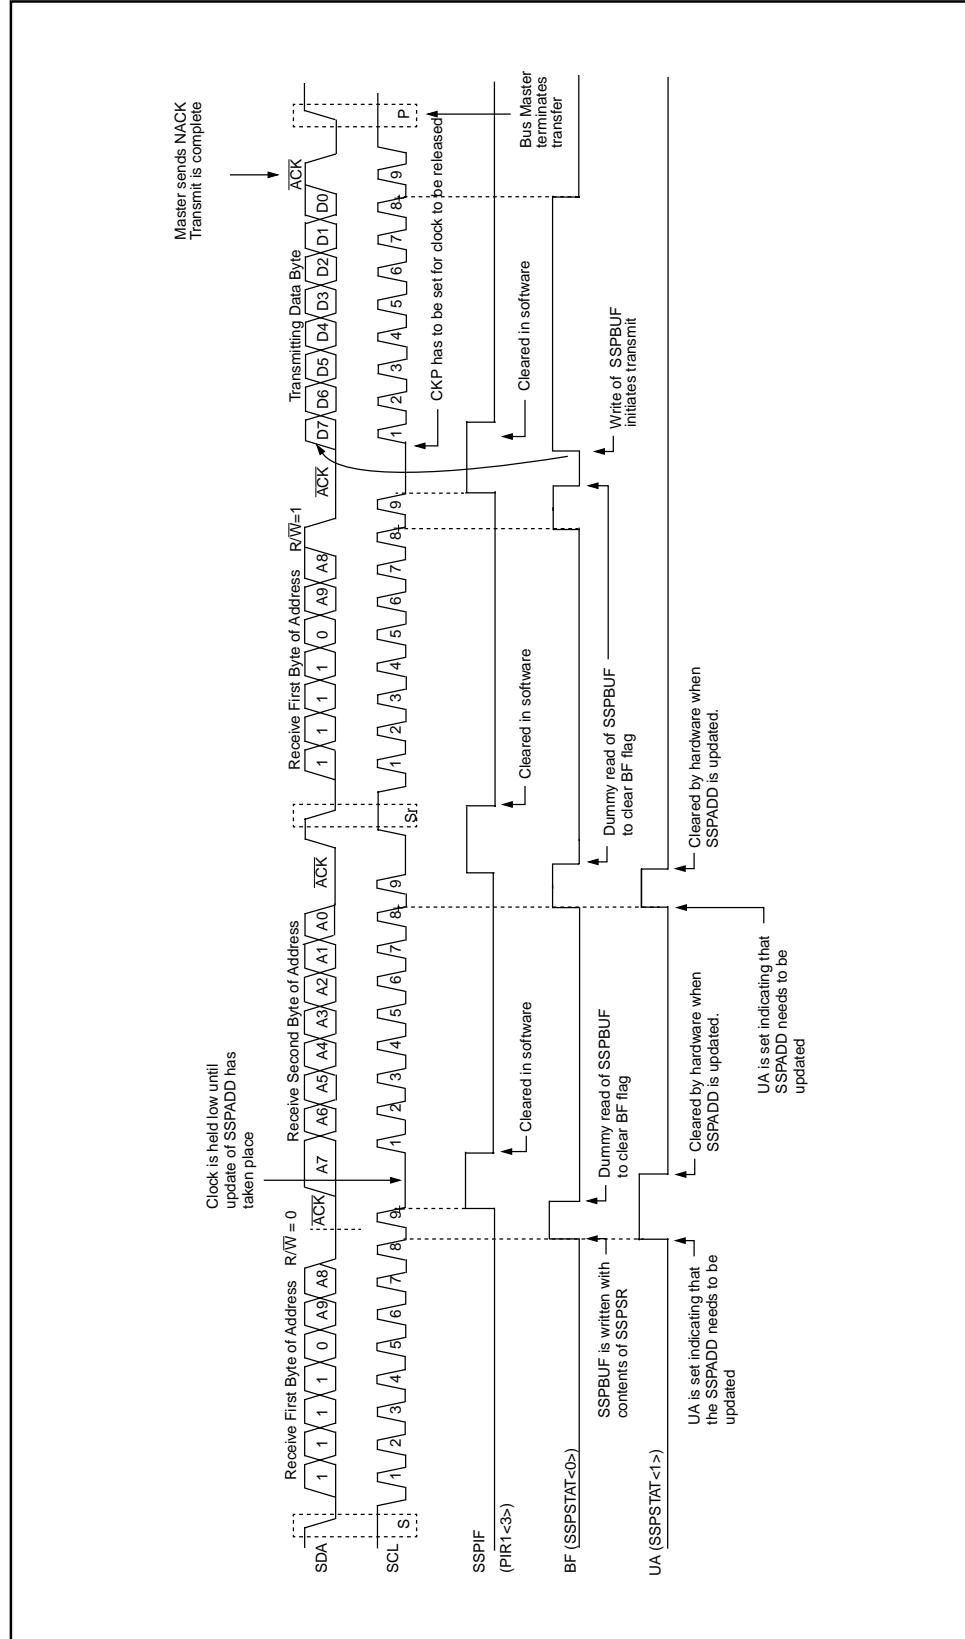 Master sends NACK
Transmit is complete
Clock is held low until
update of SSPADD has
taken place
Receive First Byte of Address R/W = 0
Receive Second Byte of Address
Receive First Byte of Address R/W=1
Transmitting Data Byte
ACK
ACK
ACK
ACK
SDA
1 1 1 1 0 A9 A8
A7 A6 A5 A4 A3 A2 A1 A0
1 1 1 1 0 A9 A8
D7 D6 D5 D4 D3 D2 D1 D0
SCL
S
1 2 3 4 5 6 7 8 9
1 2 3 4 5 6 7 8 9
Sr
1 2 3 4 5 6 7 8 9
1 2 3 4 5 6 7 8 9
P
CKP has to be set for clock to be released
Bus Master
terminates
transfer
SSPIF
(PIR1<3>)
Cleared in software
Cleared in software
Cleared in software
BF (SSPSTAT<0>)
SSPBUF is written with
contents of SSPSR
Dummy read of SSPBUF
to clear BF flag
Dummy read of SSPBUF
to clear BF flag
Write of SSPBUF
initiates transmit
UA (SSPSTAT<1>)
UA is set indicating that
the SSPADD needs to be
updated
Cleared by hardware when
SSPADD is updated.
UA is set indicating that
SSPADD needs to be
updated
Cleared by hardware when
SSPADD is updated.